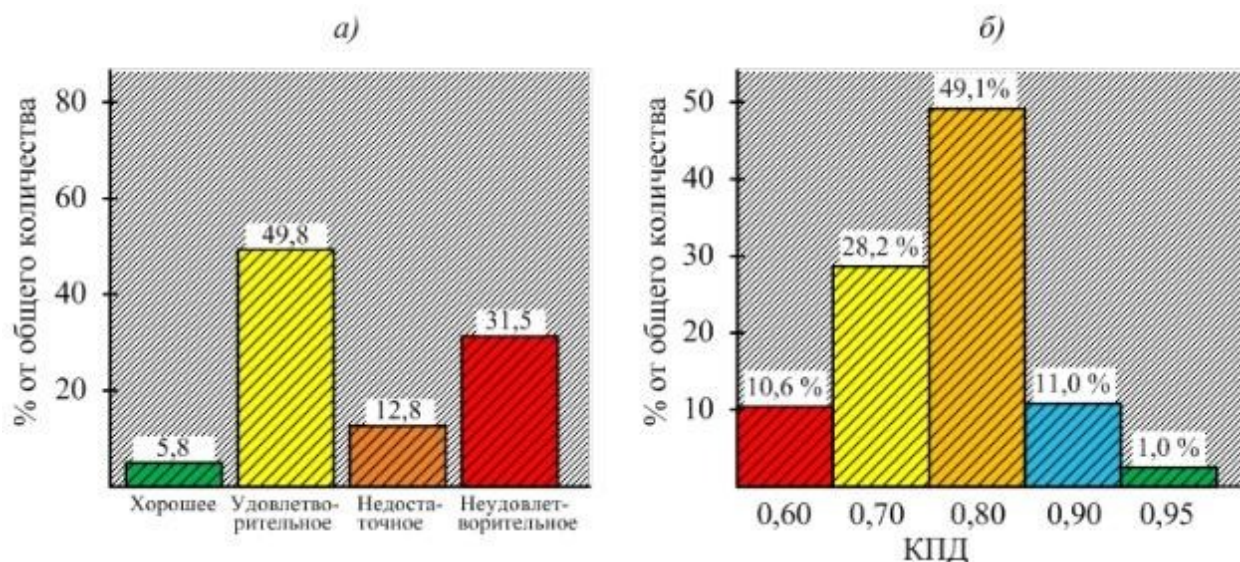 а)
% от общего количества
80
60
40
20
5,8
49,8
12,8
31,5
Хорошее
Удовлетво-
рительное
Недоста-
точное
Неудовлет-
ворительное
б)
% от общего количества
50
40
30
20
10
10,6 %
28,2 %
49,1%
11,0 %
1,0 %
0,60 0,70 0,80 0,90 0,95
КПД